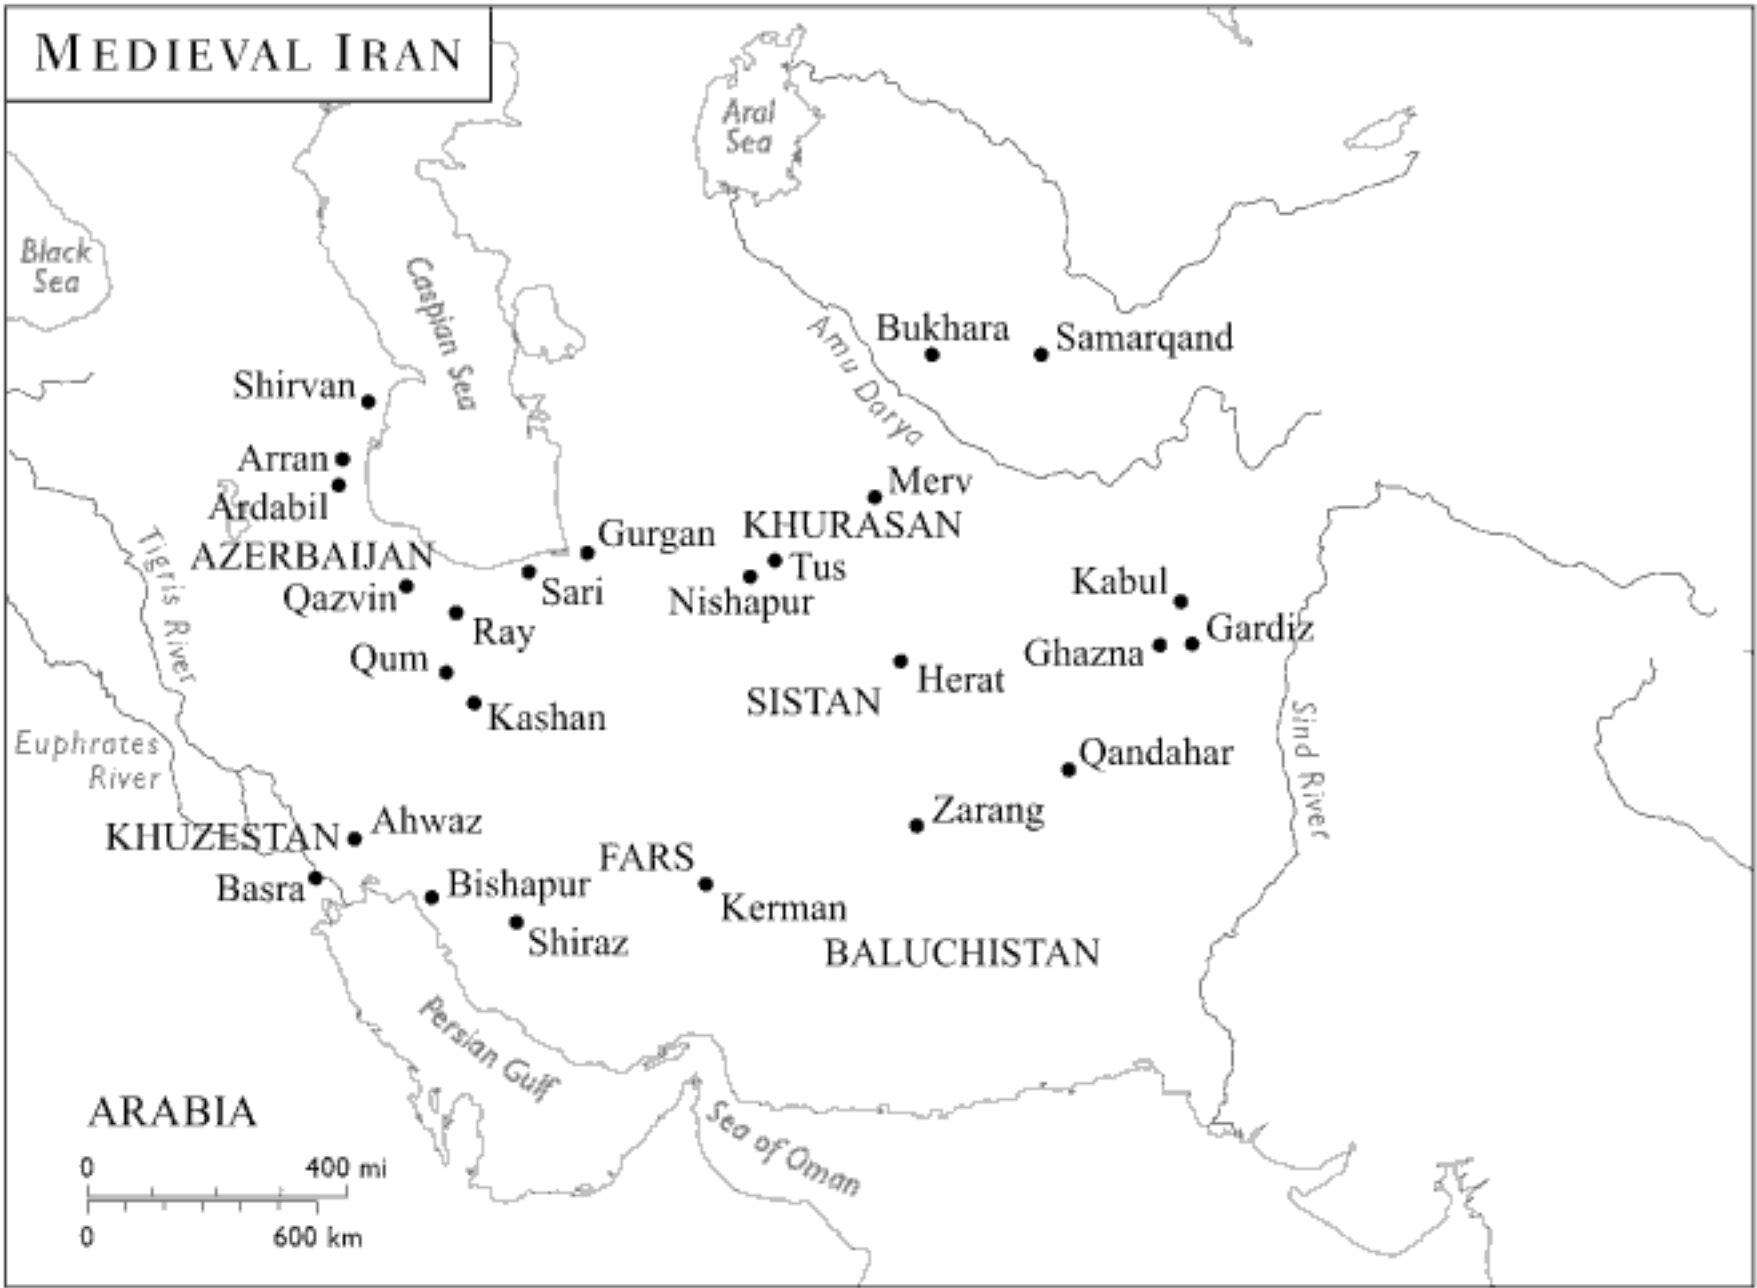 MEDIEVAL IRAN
Aral
Sea
Black
Sea
Caspian Sea
Amu Darya
Bukhara
Samarqand
Shirvan
Arran
Ardabil
Merv
KHURASAN
Gurgan
AZERBAIJAN
Tigris River
Tus
Qazvin
Sari
Nishapur
Kabul
Ray
Gardiz
Ghazna
Qum
Herat
SISTAN
Kashan
Sind River
Euphrates
River
Qandahar
Zarang
Ahwaz
KHUZESTAN
FARS
Basra
Bishapur
Kerman
Shiraz
BALUCHISTAN
Persian Gulf
ARABIA
Sea of Oman
0 400 mi
0 600 km